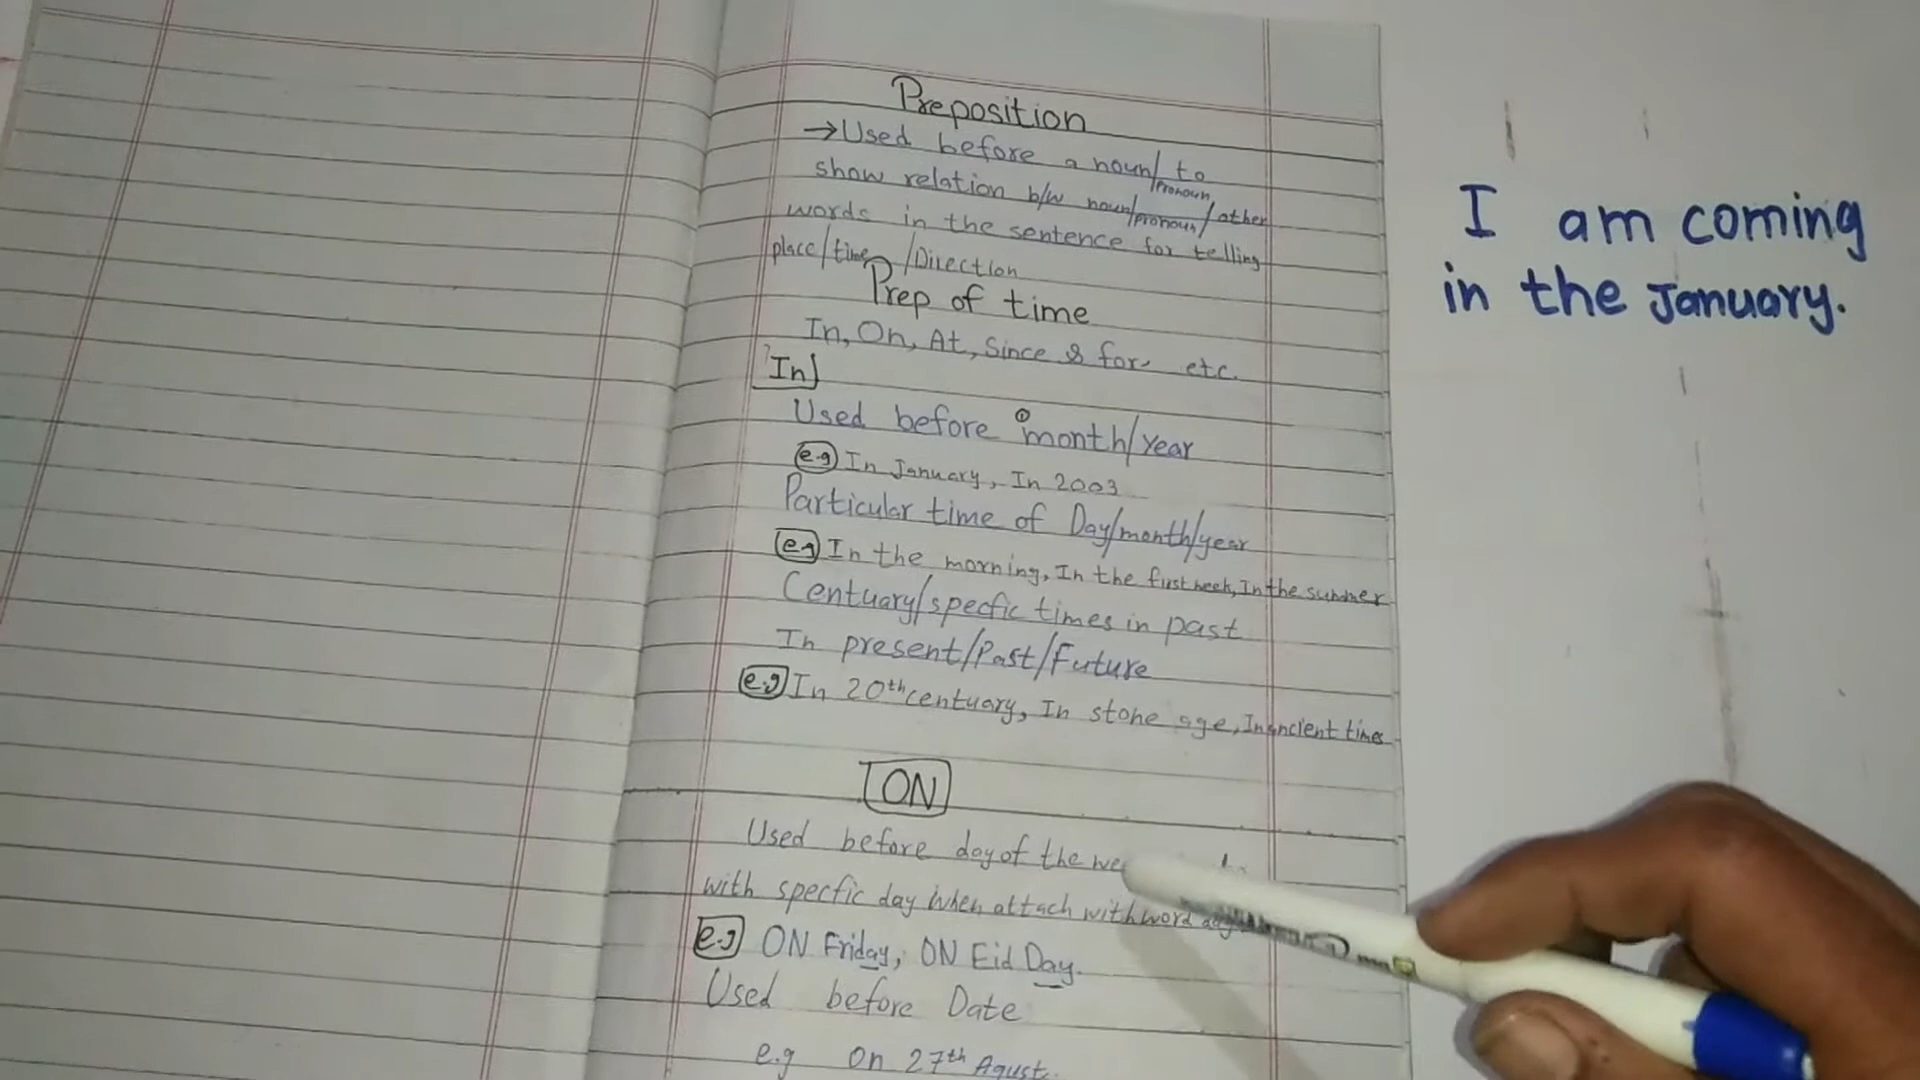 Preposition
→Used before a noun/pronoun to
show relation b/w noun/pronoun/other
words in the sentence for telling
place/time/Direction
Prep of time
In, On, At, Since & for, etc.
In
Used before ① month/year
e.g In January, In 2003
Particular time of Day/month/year
e.g In the morning, In the first week, In the summer
Centuary/specfic times in past
In present/Past/Future
e.g In 20th centuary, In stone age, In ancient times
ON
Used before day of the
with specfic day when attach with word
e.g ON Friday, ON Eid Day.
Used before Date
e.g on 27th Agust.
I am coming
in the January.